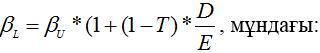 β_L = β_U * (1 + (1 − T) * D/E, мұндағы: